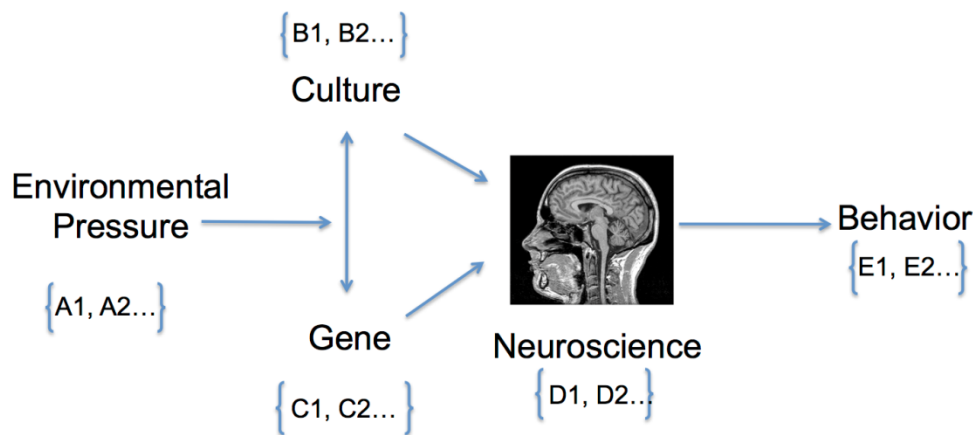 {B1, B2...}
Culture
Environmental
Pressure
{A1, A2...}
Gene
{C1, C2...}
Neuroscience
{D1, D2...}
Behavior
{E1, E2...}